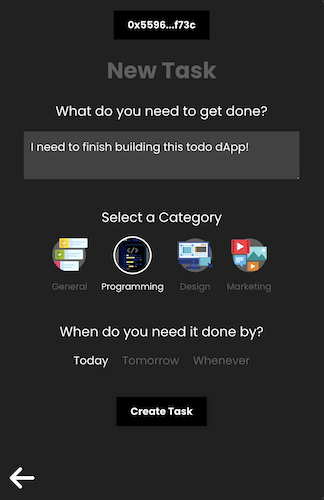 0x5596...f73c
New Task
What do you need to get done?
I need to finish building this todo dApp!
Select a Category
General Programming Design Marketing
When do you need it done by?
Today Tomorrow Whenever
Create Task